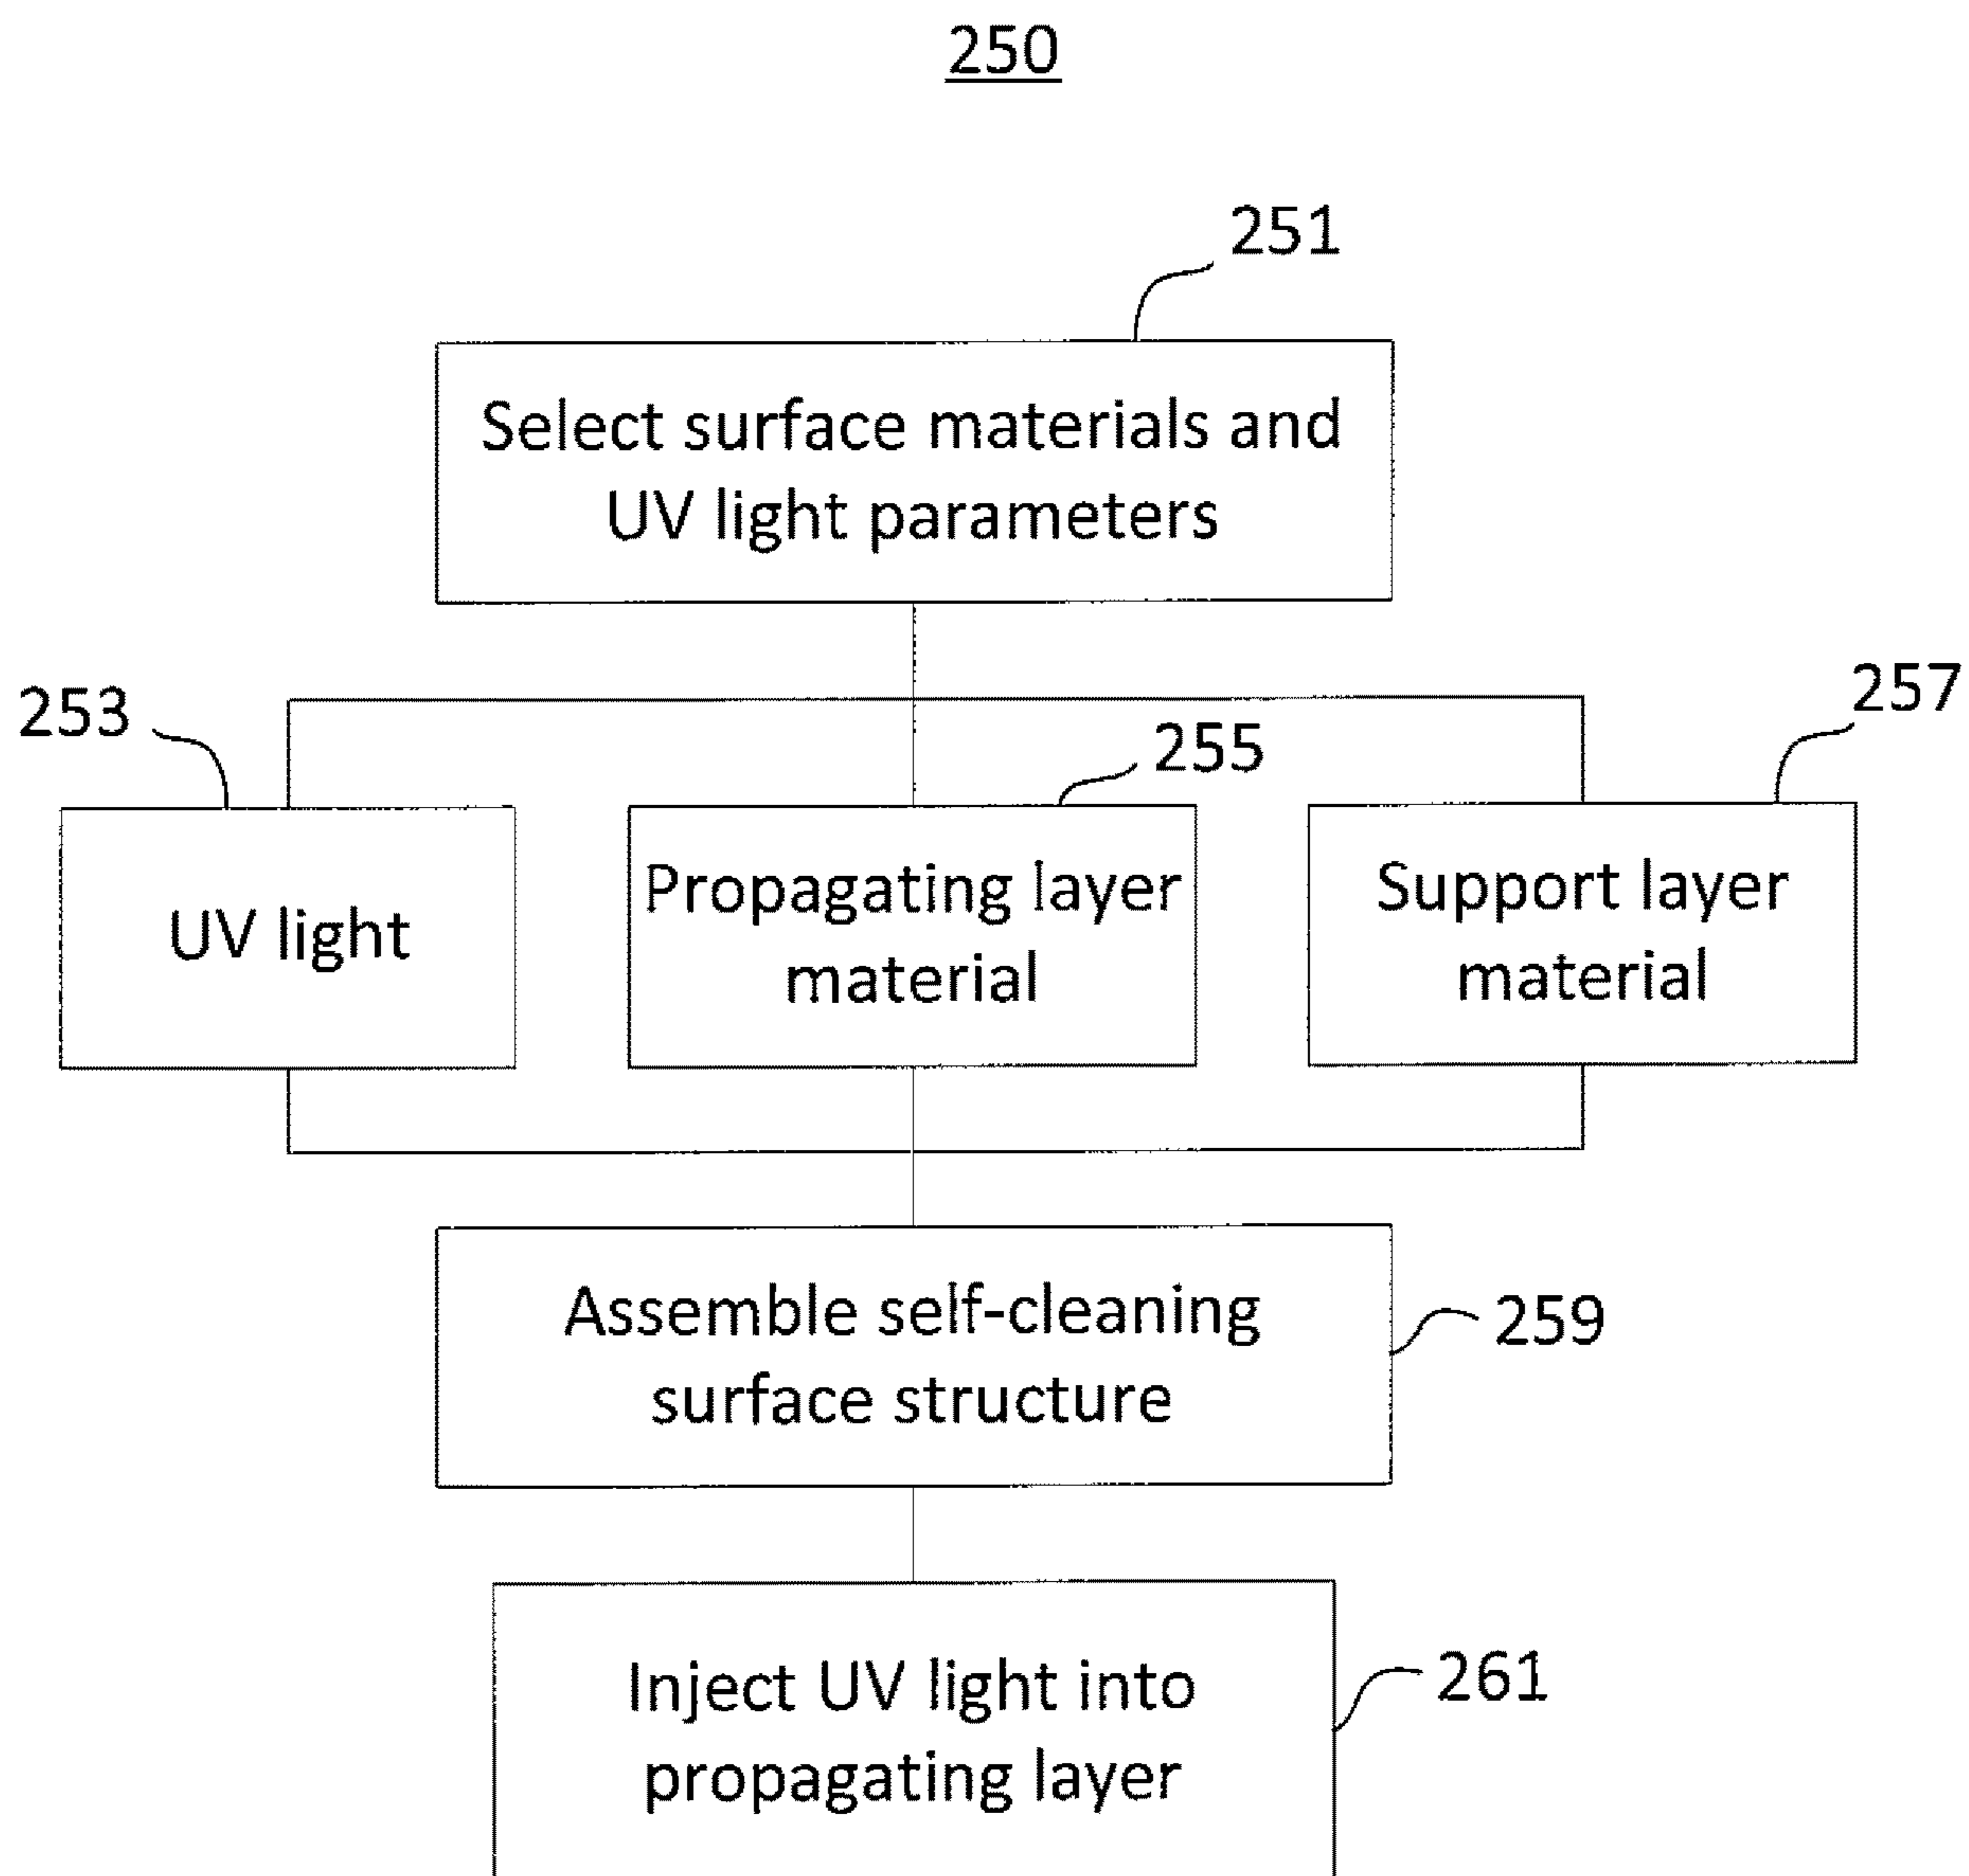 250
251
Select surface materials and
UV light parameters
253
255
257
UV light
Propagating layer
material
Support layer
material
Assemble self-cleaning
surface structure
259
Inject UV light into
propagating layer
261